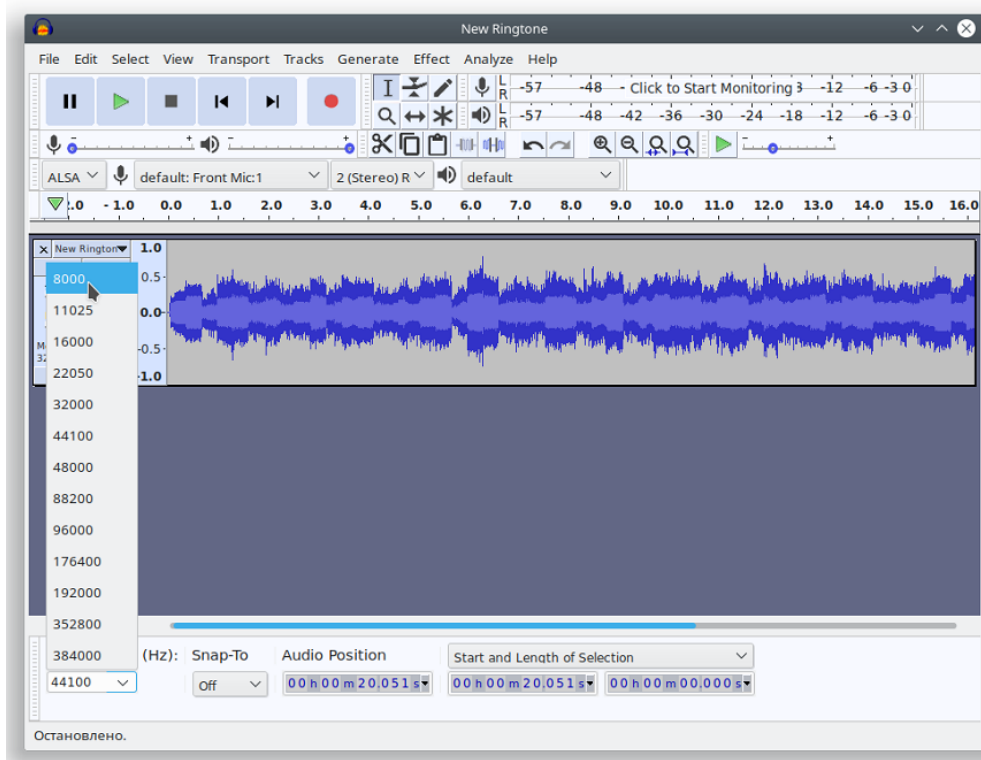 New Ringtone
File Edit Select View Transport Tracks Generate Effect Analyze Help
L R -57 -48 - Click to Start Monitoring -12 -6 -3 0
L R -57 -48 -42 -36 -30 -24 -18 -12 -6 -3 0
- + - + - +
ALSA default: Front Mic:1 2 (Stereo) R default
- 1.0 0.0 1.0 2.0 3.0 4.0 5.0 6.0 7.0 8.0 9.0 10.0 11.0 12.0 13.0 14.0 15.0 16.0
New Rington 1.0
8000 0.5
11025 0.0
16000 -0.5
22050 -1.0
32000
44100
48000
88200
96000
176400
192000
352800
384000 (Hz): Snap-To Audio Position Start and Length of Selection
44100 Off 00 h 00 m 20,051 s 00 h 00 m 20,051 s 00 h 00 m 00,000 s
Остановлено.